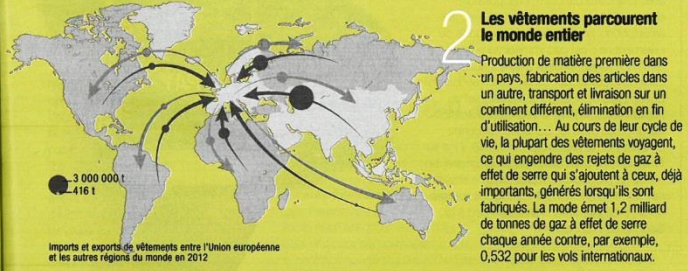 2
Les vêtements parcourent
le monde entier
Production de matière première dans
un pays, fabrication des articles dans
un autre, transport et livraison sur un
continent différent, élimination en fin
d'utilisation… Au cours de leur cycle de
vie, la plupart des vêtements voyagent,
ce qui engendre des rejets de gaz à
effet de serre qui s'ajoutent à ceux, déjà
importants, générés lorsqu'ils sont
fabriqués. La mode émet 1,2 milliard
de tonnes de gaz à effet de serre
chaque année contre, par exemple,
0,532 pour les vols internationaux.
3 000 000 t
416 t
Imports et exports de vêtements entre l'Union européenne
et les autres régions du monde en 2012